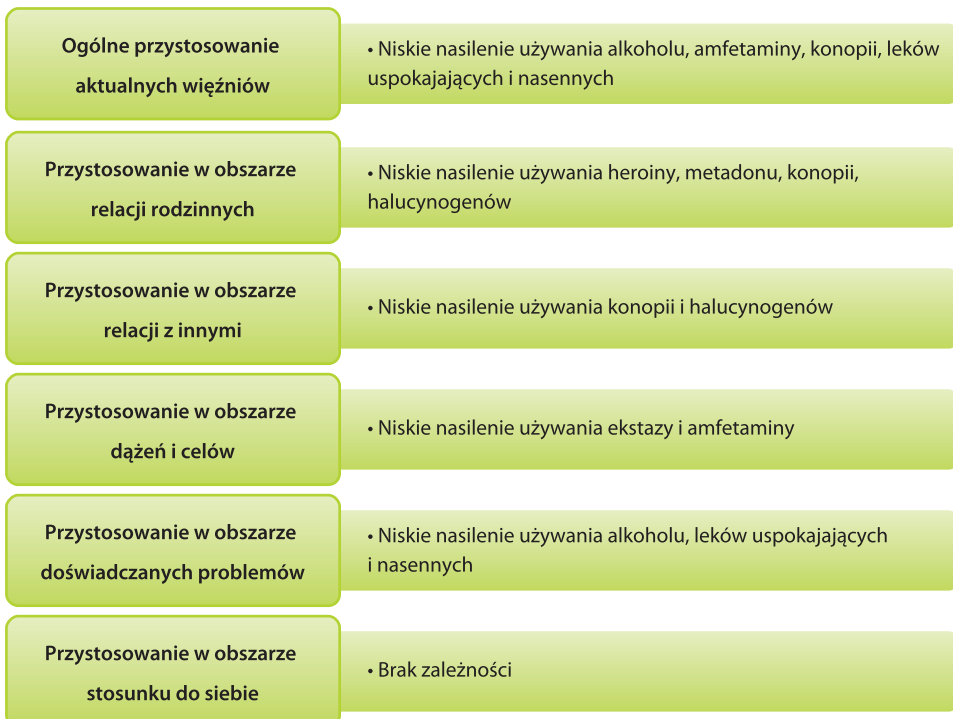 Ogólne przystosowanie
aktualnych więźniów
• Niskie nasilenie używania alkoholu, amfetaminy, konopii, leków
uspokajających i nasennych
Przystosowanie w obszarze
relacji rodzinnych
• Niskie nasilenie używania heroiny, metadonu, konopii,
halucynogenów
Przystosowanie w obszarze
relacji z innymi
• Niskie nasilenie używania konopii i halucynogenów
Przystosowanie w obszarze
dążeń i celów
• Niskie nasilenie używania ekstazy i amfetaminy
Przystosowanie w obszarze
doświadczanych problemów
• Niskie nasilenie używania alkoholu, leków uspokajających
i nasennych
Przystosowanie w obszarze
stosunku do siebie
• Brak zależności